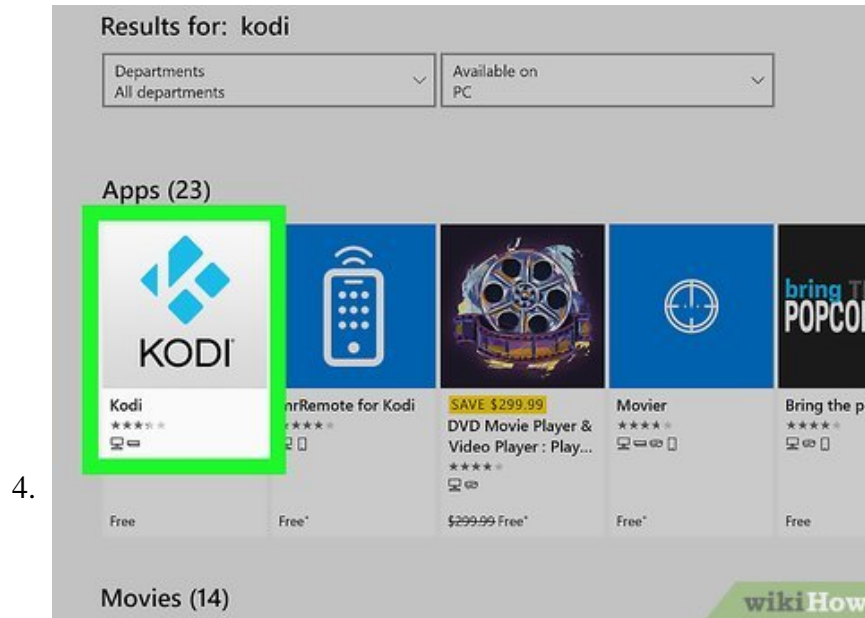 Results for: kodi
Departments
All departments
Available on
PC
Apps (23)
KODI
bring
POPCO
Kodi
mrRemote for Kodi
SAVE $299.99
DVD Movie Player &
Video Player : Play...
Movier
Bring the p
4.
Free
Free*
$299.99 Free*
Free*
Free
Movies (14)
wikiHow